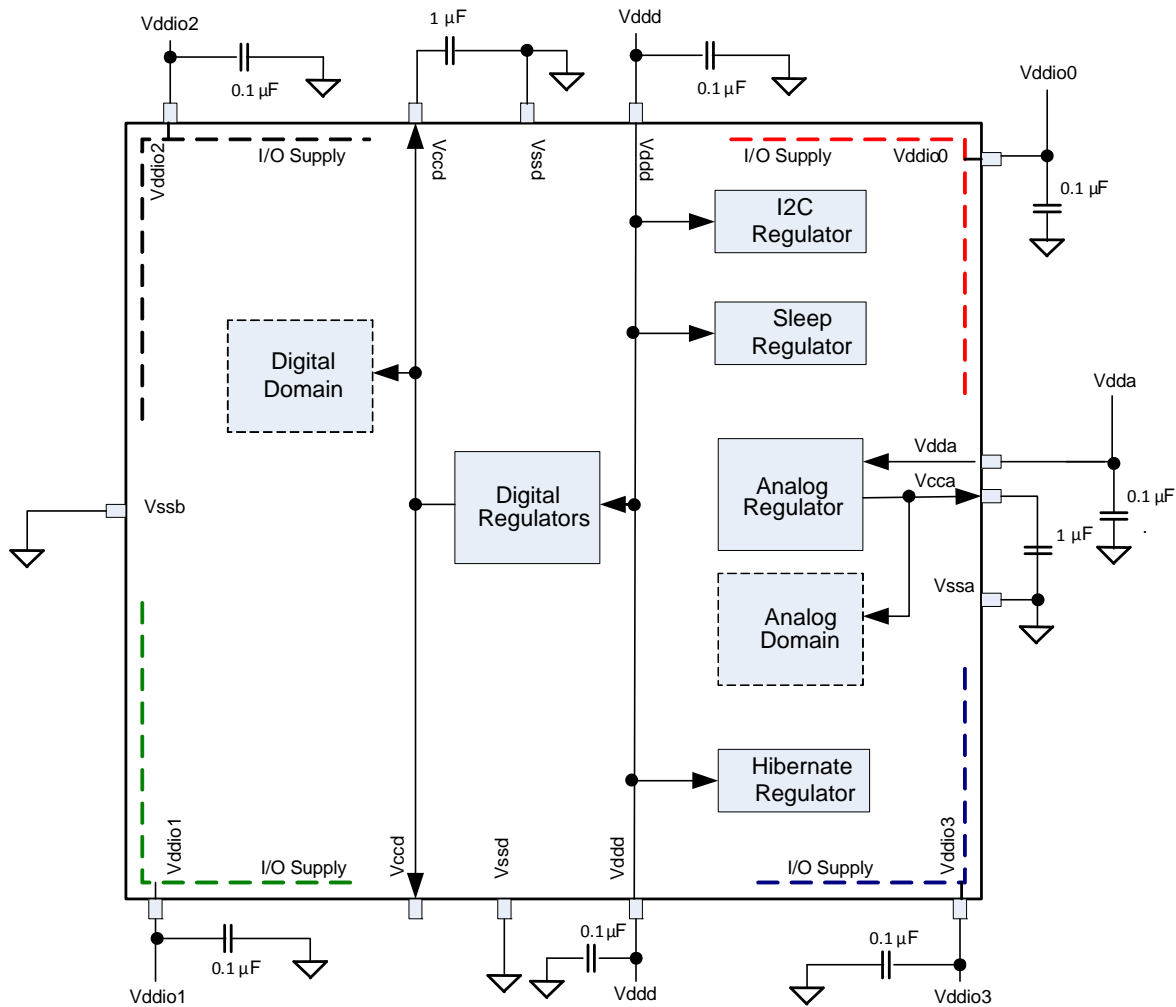 Vddio2
0.1 µF
1 µF
Vddd
0.1 µF
Vddio0
0.1 µF
I/O Supply
Vddio2
Vccd
Vssd
Vddd
I/O Supply
Vddio0
I2C
Regulator
Sleep
Regulator
Digital
Domain
Vdda
Vdda
Vcca
0.1 µF
.
1 µF
Vssa
Analog
Regulator
Digital
Regulators
Vssb
Analog
Domain
Hibernate
Regulator
Vddio1
I/O Supply
Vccd
Vssd
Vddd
I/O Supply
Vddio3
0.1 µF
Vddio1
0.1 µF
Vddd
0.1 µF
Vddio3